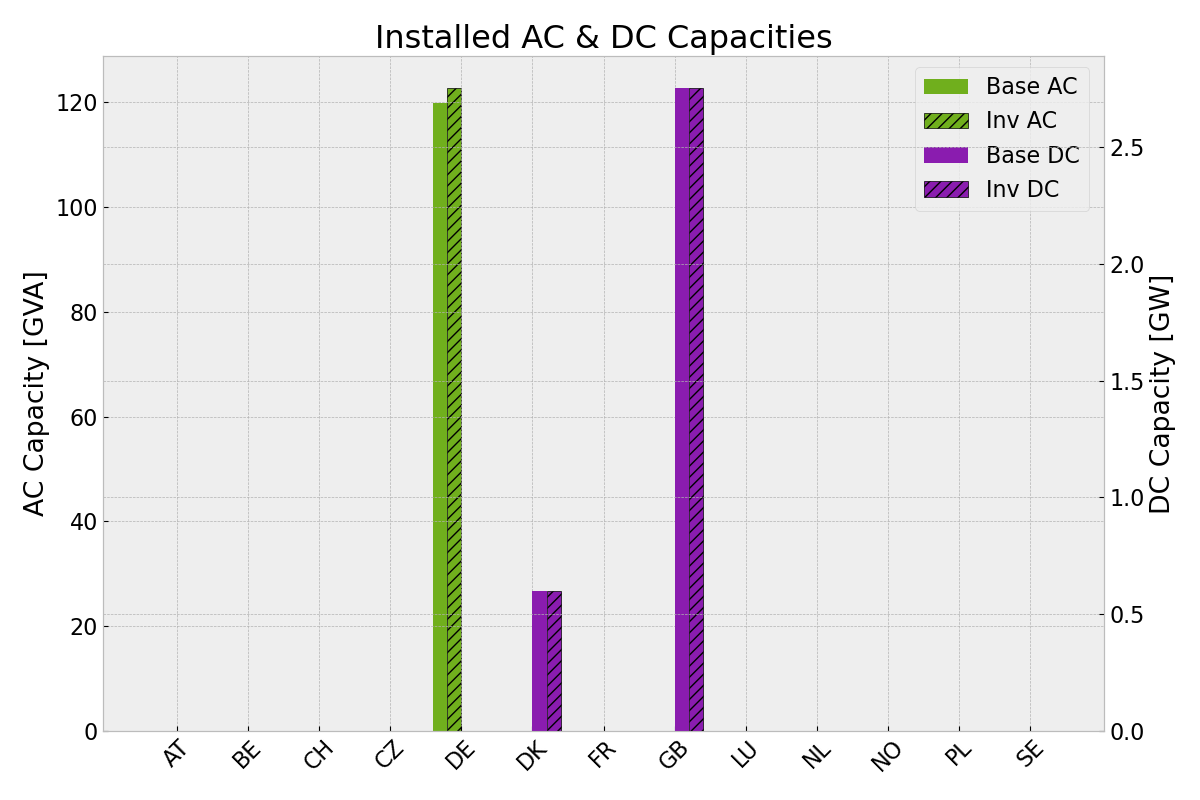 Installed AC & DC Capacities
AC Capacity [GVA]
120
100
80
60
40
20
0
Base AC
Inv AC
Base DC
Inv DC
2.5
2.0
1.5
1.0
0.5
0.0
DC Capacity [GW]
AT BE CH CZ DE DK FR GB LU NL NO PL SE